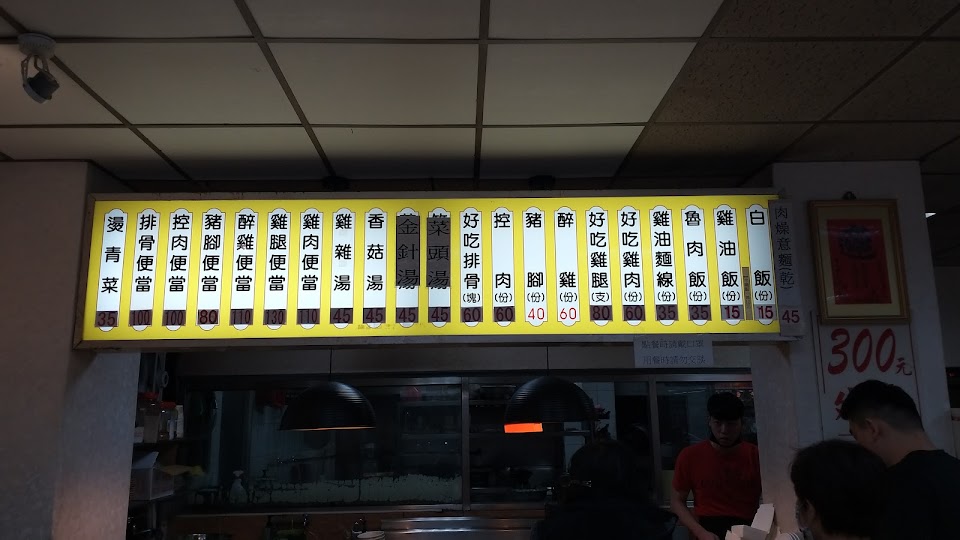 燙青菜 35
排骨便當 100
控肉便當 100
豬腳便當 80
醉雞便當 110
雞腿便當 130
雞肉便當 110
雞雜湯 45
香菇湯 45
金針湯 45
菜頭湯 45
好吃排骨(塊) 60
控肉(份) 60
豬腳(份) 40
醉雞(份) 60
好吃雞腿(支) 80
好吃雞肉(份) 60
雞油麵線(份) 35
魯肉飯(份) 35
雞油飯(份) 15
白飯(份) 15
肉燥意麵(乾) 45
300元